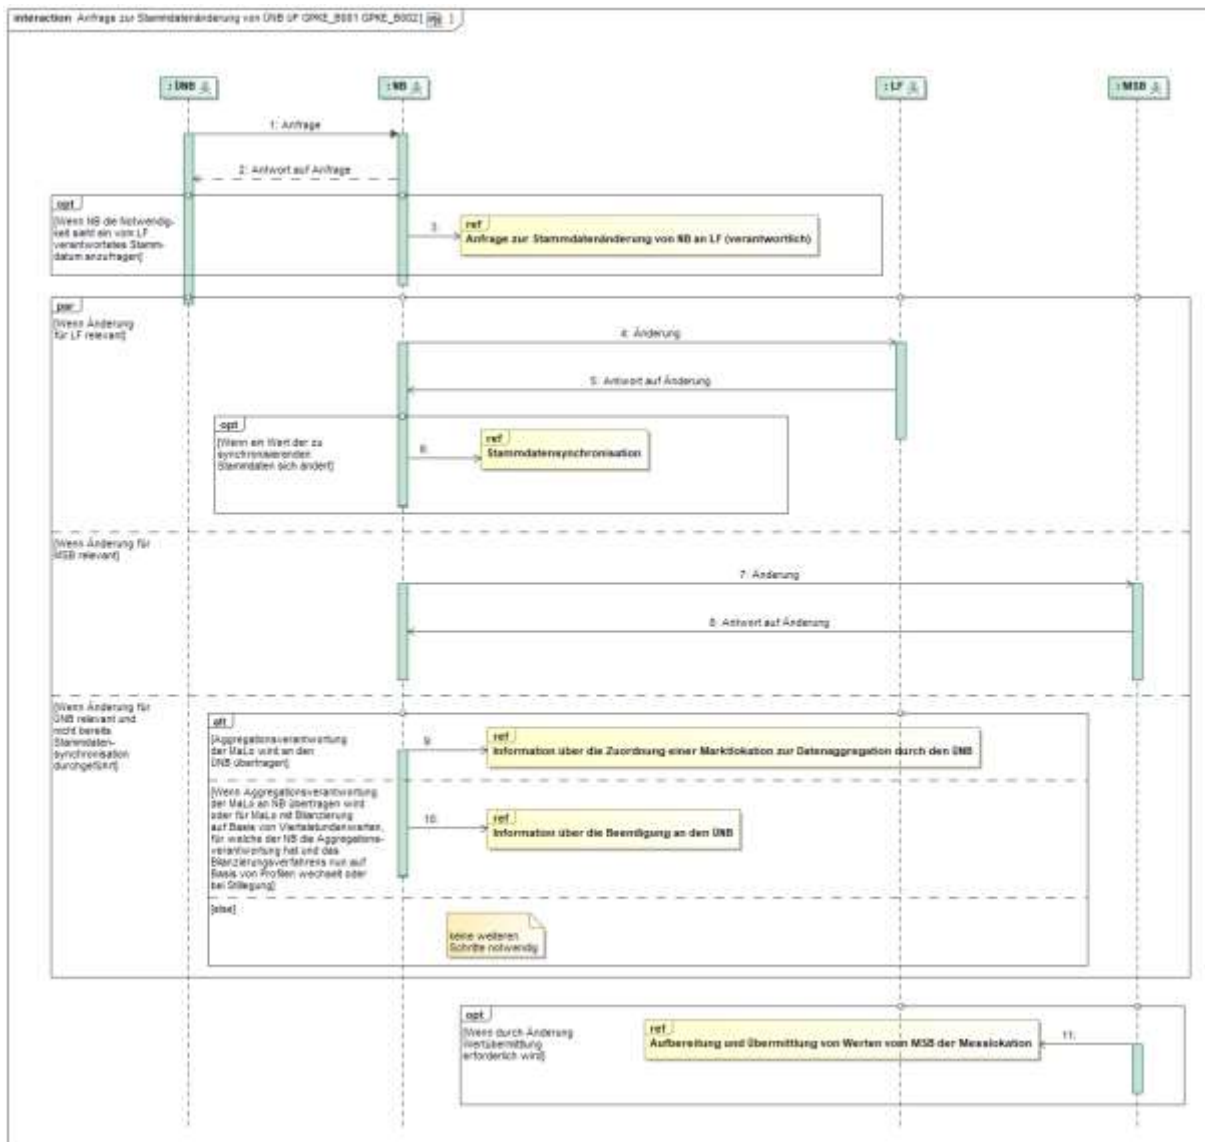 interaction Anfrage zur Stammdatenänderung von ÜNB
: ÜNB
: NB
: LF
: MSB
1: Anfrage
2: Antwort auf Anfrage
opt
[Wenn NB die Notwendig-
keit sieht ein vom LF
verantwortetes Stamm-
datum anzufragen]
3:
ref
Anfrage zur Stammdatenänderung von NB an LF (verantwortlich)
par
[Wenn Änderung
für LF relevant]
4: Änderung
5: Antwort auf Änderung
opt
[Wenn ein Wert der zu
synchronisierenden
Stammdaten sich ändert]
6:
ref
Stammdatensynchronisation
[Wenn Änderung für
MSB relevant]
7: Änderung
8: Antwort auf Änderung
[Wenn Änderung für
ÜNB relevant und
nicht bereits
Stammdaten-
synchronisation
durchgeführt]
alt
[Aggregationsverantwortung
der MaLo wird an den
ÜNB übertragen]
9:
ref
Information über die Zuordnung einer Marktlokation zur Datenaggregation durch den ÜNB
[Wenn Aggregationsverantwortung
der MaLo an NB übertragen wird
oder für MaLo mit Bilanzierung
auf Basis von Viertelstundenwerten,
für welche der NB die Aggregations-
verantwortung hat und das
Bilanzierungsverfahrens nun auf
Basis von Profilen wechselt oder
bei Stilllegung]
10:
ref
Information über die Beendigung an den ÜNB
[else]
keine weiteren
Schritte notwendig
opt
[Wenn durch Änderung
Wertübermittlung
erforderlich wird]
ref
Aufbereitung und Übermittlung von Werten vom MSB der Messlokation
11: